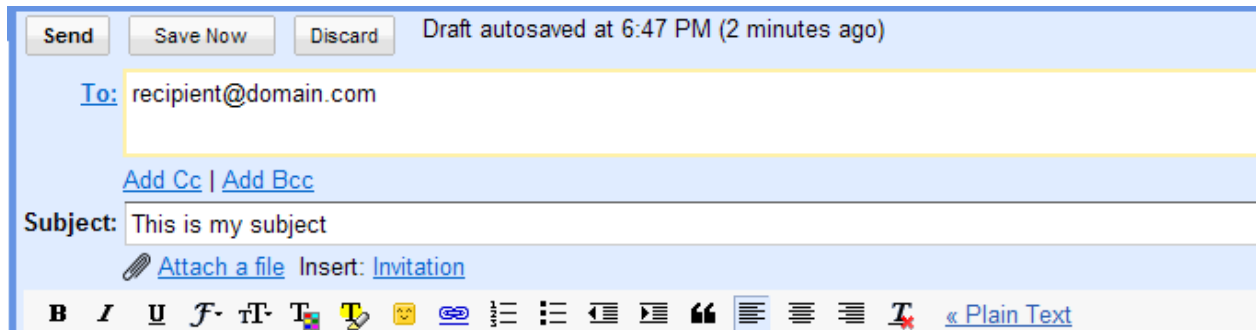 Send Save Now Discard Draft autosaved at 6:47 PM (2 minutes ago)
To: recipient@domain.com
Add Cc | Add Bcc
Subject: This is my subject
Attach a file Insert: Invitation
B I U F T T T T « Plain Text